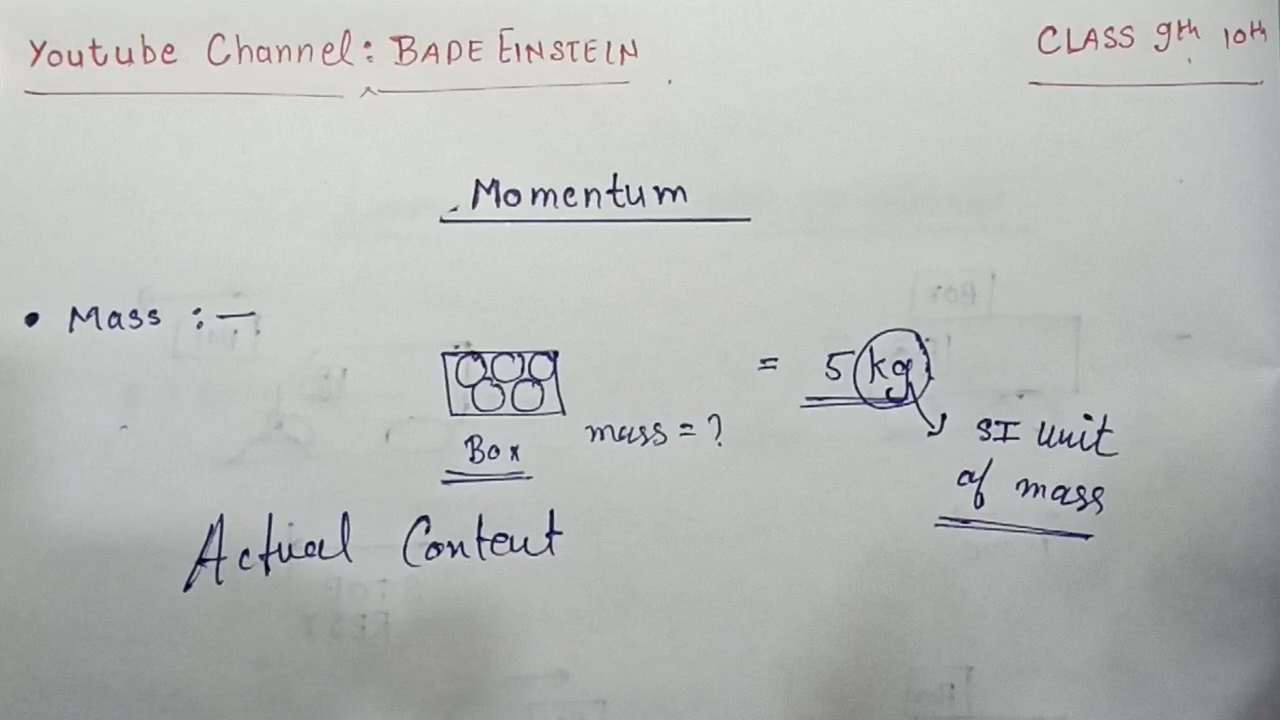 Youtube Channel: BADE EINSTEIN
CLASS 9th 10th
Momentum
• Mass :—
= 5 kg
mass = ?
SI Unit
of mass
Box
Actual Content